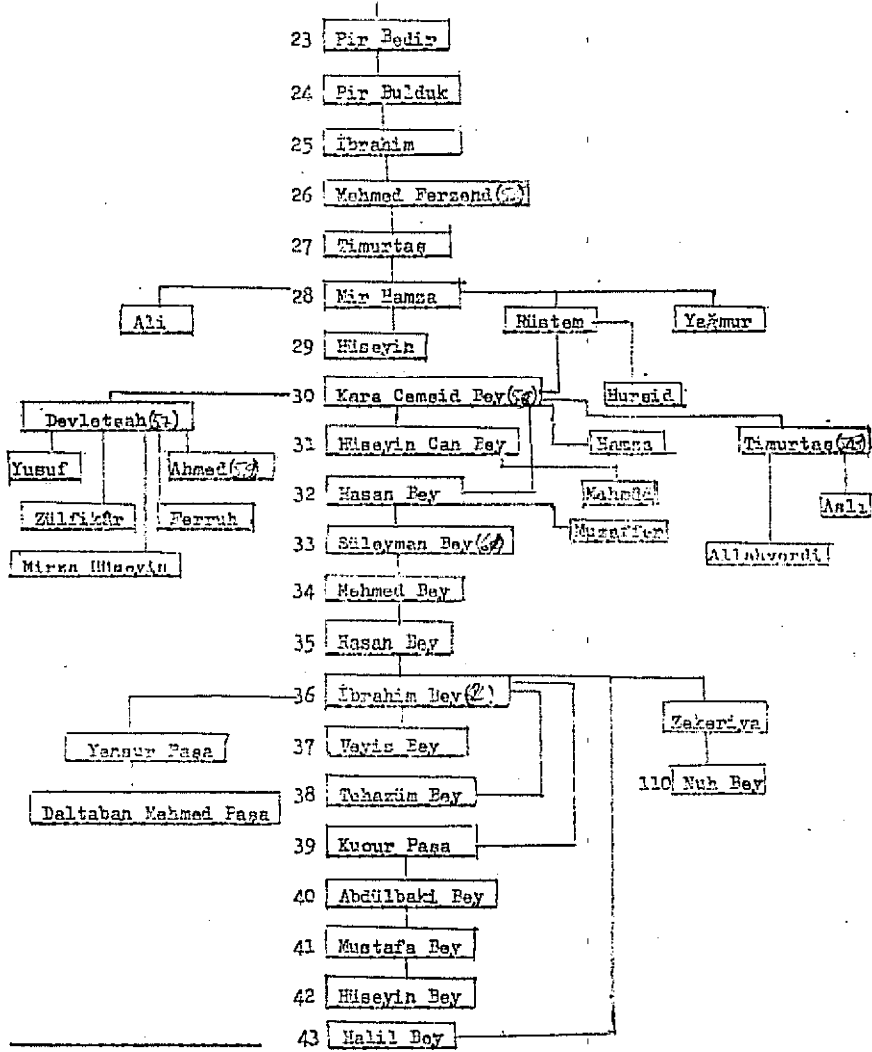 23 Pir Bedir
24 Pir Bulduk
25 İbrahim
26 Mehmed Ferzend
27 Timurtaş
28 Mir Hamza
Ali
Rüstem
Yağmur
29 Hüseyin
30 Kara Cemşid Bey
Hurşid
Devletşah
31 Hüseyin Can Bey
Hamza
Timurtaş
Yusuf
Ahmed
32 Hasan Bey
Mahmûd
Aslı
Zülfikâr
Ferruh
Muzaffer
33 Süleyman Bey
Allahverdi
Mirza Hüseyin
34 Mehmed Bey
35 Hasan Bey
36 İbrahim Bey
Zekeriya
Yensur Paşa
37 Veyis Bey
38 Tehazüm Bey
110 Nuh Bey
Daltaban Mehmed Paşa
39 Kuour Paşa
40 Abdülbaki Bey
41 Mustafa Bey
42 Hüseyin Bey
43 Halil Bey